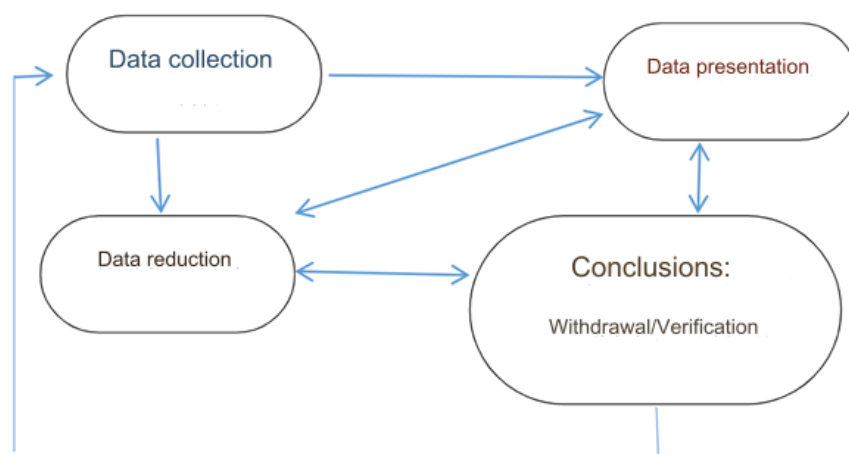 Data collection
Data presentation
Data reduction
Conclusions:
Withdrawal/Verification